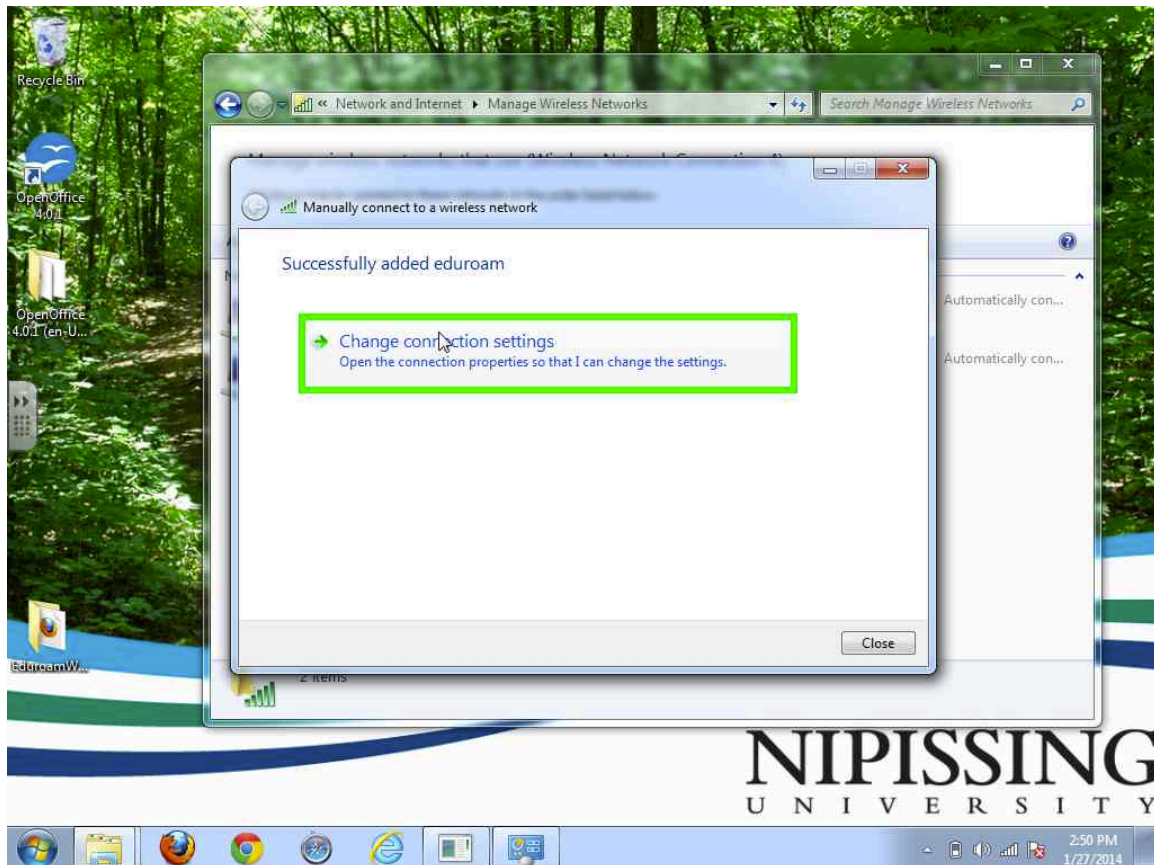 Recycle Bin
OpenOffice
4.0.1
OpenOffice
4.0.1 (en-U...
EduroamW...
« Network and Internet ▸ Manage Wireless Networks
Search Manage Wireless Networks
Manually connect to a wireless network
Successfully added eduroam
Change connection settings
Open the connection properties so that I can change the settings.
Automatically con...
Automatically con...
Close
2 items
NIPISSING
UNIVERSITY
2:50 PM
1/27/2014